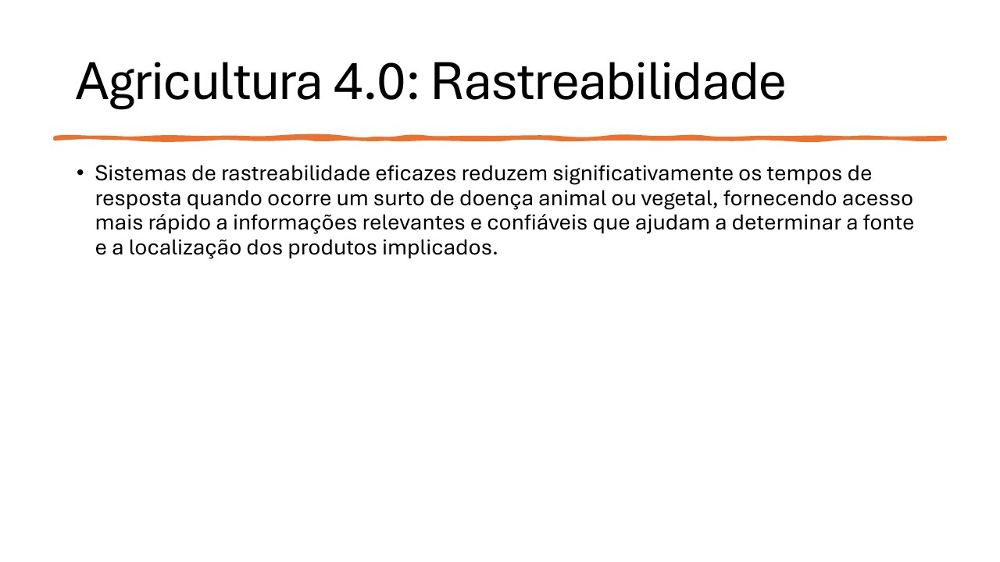 Agricultura 4.0: Rastreabilidade
• Sistemas de rastreabilidade eficazes reduzem significativamente os tempos de
resposta quando ocorre um surto de doença animal ou vegetal, fornecendo acesso
mais rápido a informações relevantes e confiáveis que ajudam a determinar a fonte
e a localização dos produtos implicados.